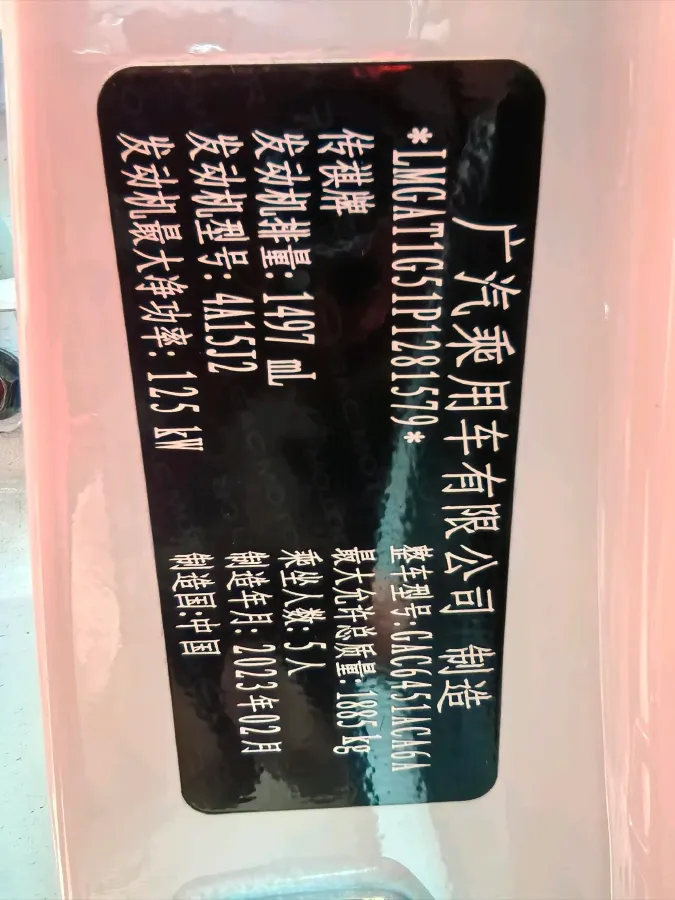 广汽乘用车有限公司 制造
*LMGAT1G51P1281579*
整车型号:GAC6451ACA6A
传祺牌
最大允许总质量:1885 kg
发动机排量: 1497 mL
乘坐人数:5人
发动机型号: 4A15J2
制造年月: 2023年02月
发动机最大净功率: 125 kW
制造国:中国